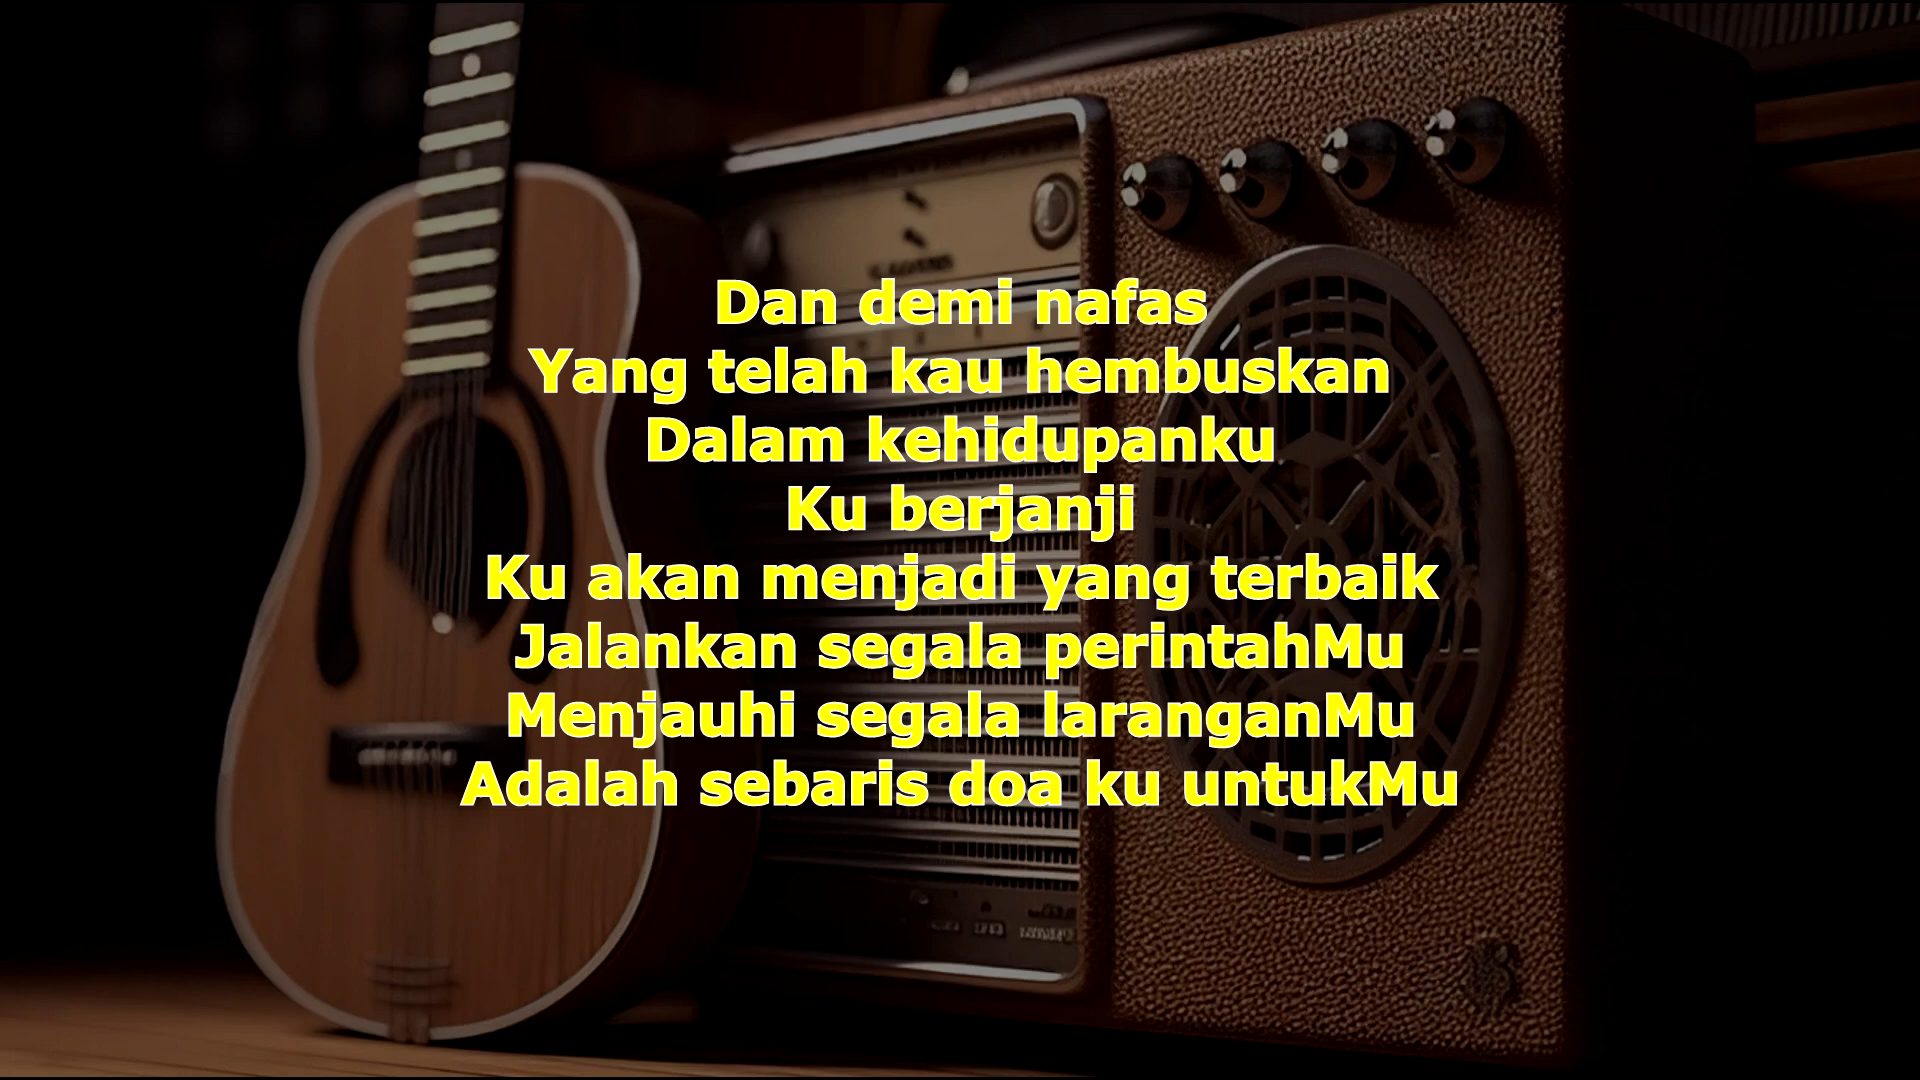 Dan demi nafas
Yang telah kau hembuskan
Dalam kehidupanku
Ku berjanji
Ku akan menjadi yang terbaik
Jalankan segala perintahMu
Menjauhi segala laranganMu
Adalah sebaris doa ku untukMu